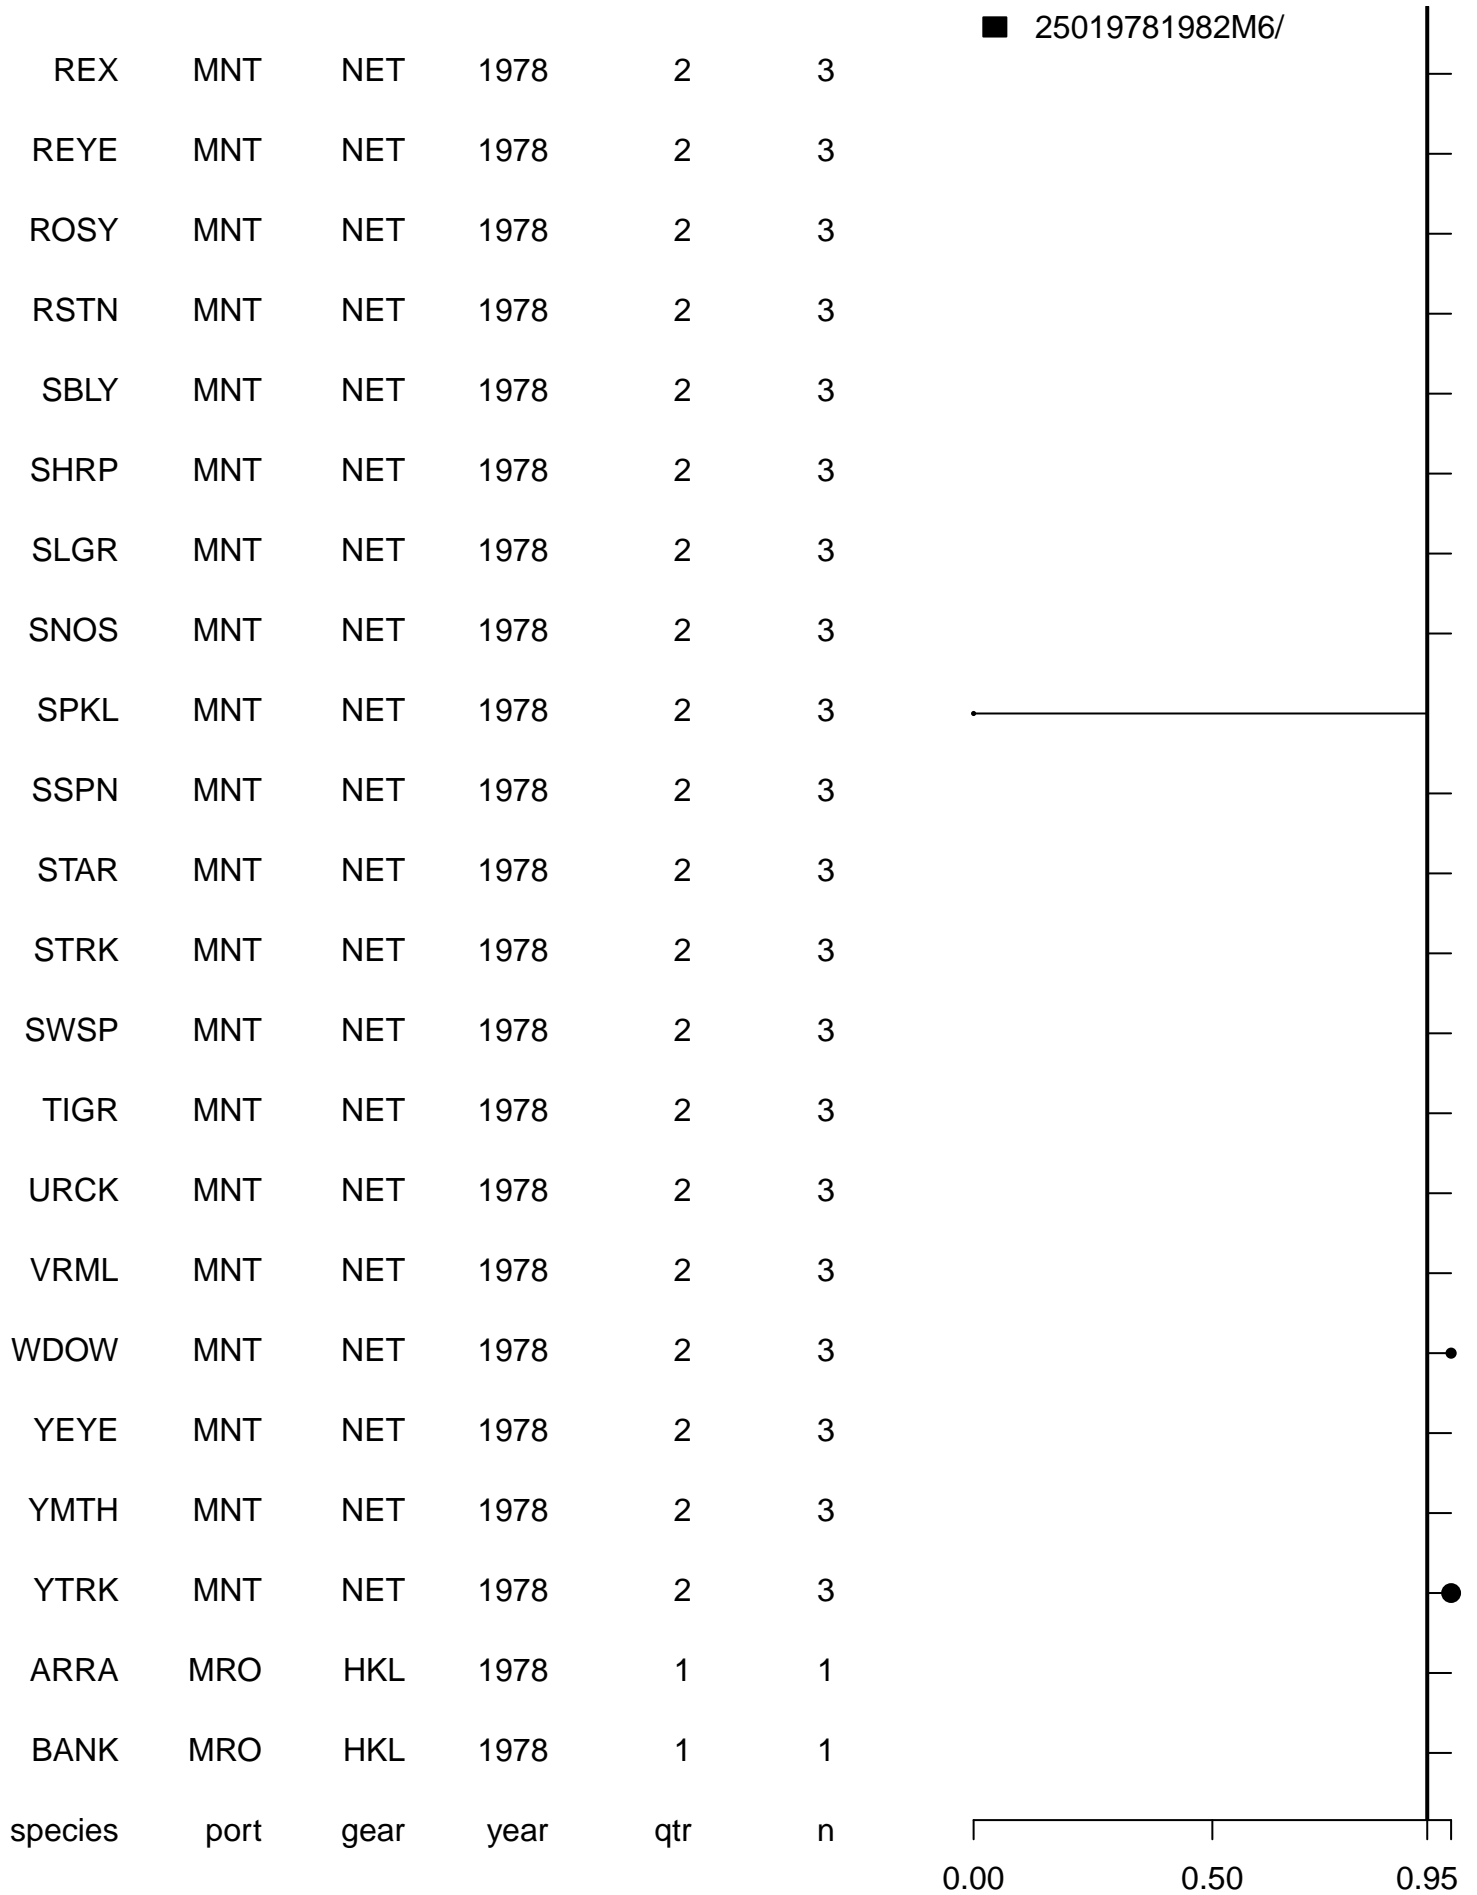 25019781982M6/
REX MNT NET 1978 2 3
REYE MNT NET 1978 2 3
ROSY MNT NET 1978 2 3
RSTN MNT NET 1978 2 3
SBLY MNT NET 1978 2 3
SHRP MNT NET 1978 2 3
SLGR MNT NET 1978 2 3
SNOS MNT NET 1978 2 3
SPKL MNT NET 1978 2 3
SSPN MNT NET 1978 2 3
STAR MNT NET 1978 2 3
STRK MNT NET 1978 2 3
SWSP MNT NET 1978 2 3
TIGR MNT NET 1978 2 3
URCK MNT NET 1978 2 3
VRML MNT NET 1978 2 3
WDOW MNT NET 1978 2 3
YEYE MNT NET 1978 2 3
YMTH MNT NET 1978 2 3
YTRK MNT NET 1978 2 3
ARRA MRO HKL 1978 1 1
BANK MRO HKL 1978 1 1
species port gear year qtr n
0.00 0.50 0.95